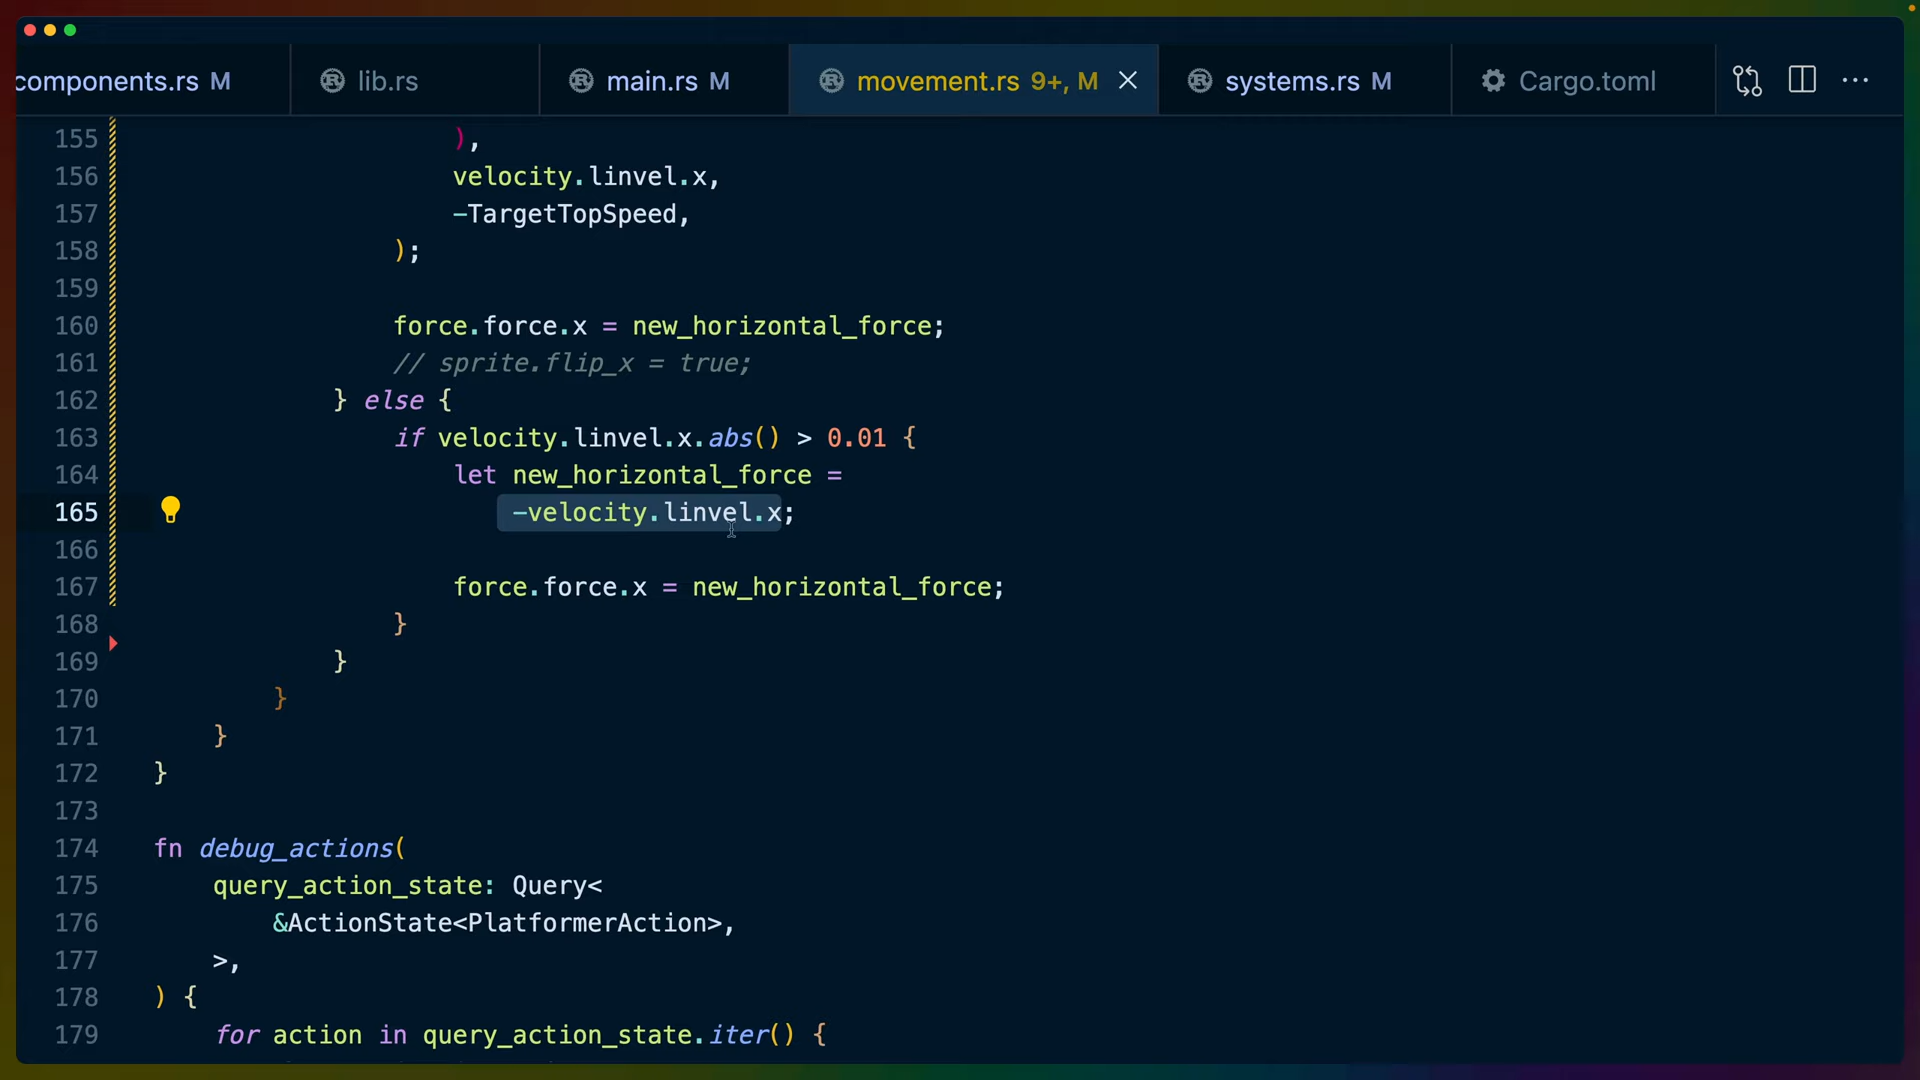 components.rs M lib.rs main.rs M movement.rs 9+, M systems.rs M Cargo.toml
155 ),
156 velocity.linvel.x,
157 -TargetTopSpeed,
158 );
159
160 force.force.x = new_horizontal_force;
161 // sprite.flip_x = true;
162 } else {
163 if velocity.linvel.x.abs() > 0.01 {
164 let new_horizontal_force =
165 -velocity.linvel.x;
166
167 force.force.x = new_horizontal_force;
168 }
169 }
170 }
171 }
172 }
173
174 fn debug_actions(
175 query_action_state: Query<
176 &ActionState<PlatformerAction>,
177 >,
178 ) {
179 for action in query_action_state.iter() {